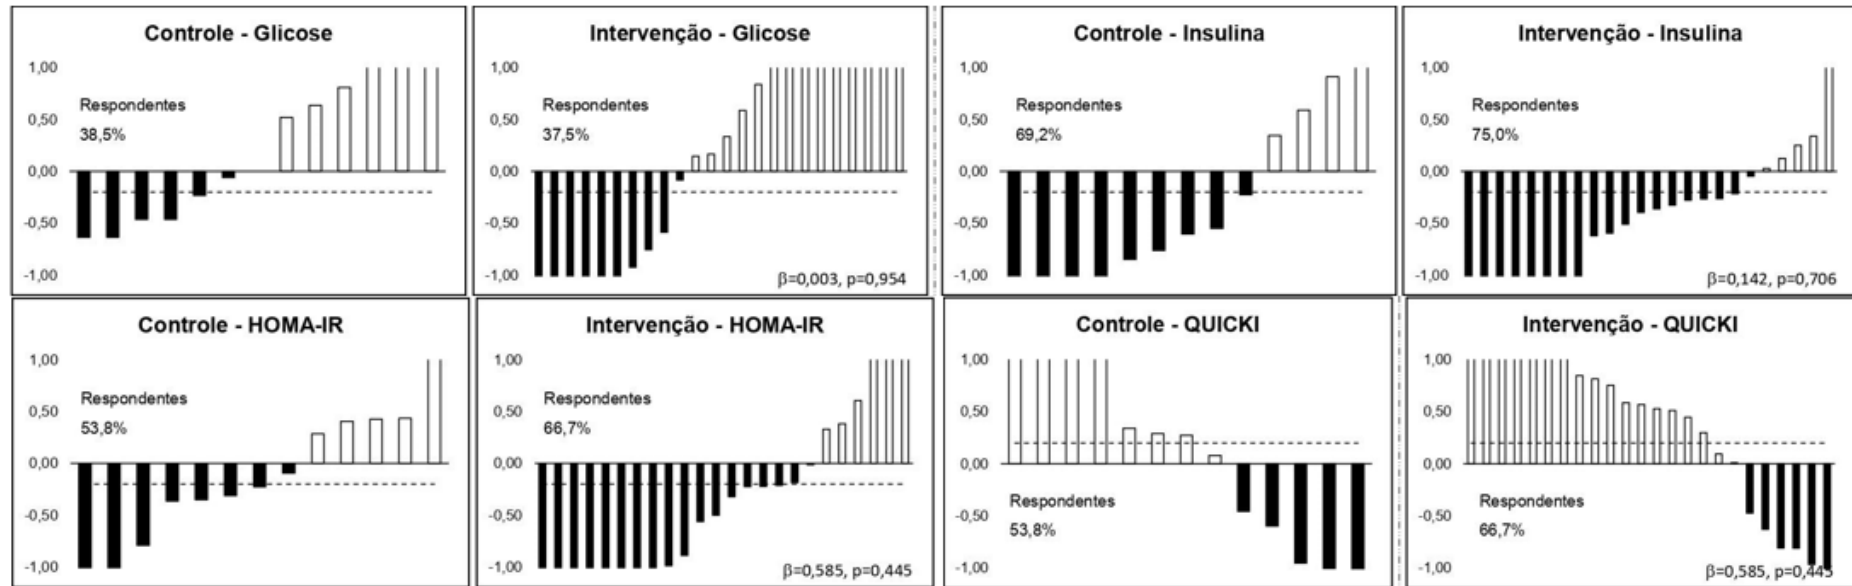 Controle - Glicose
1,00
0,50
0,00
-0,50
-1,00
Respondentes
38,5%
Intervenção - Glicose
1,00
0,50
0,00
-0,50
-1,00
Respondentes
37,5%
β=0,003, p=0,954
Controle - Insulina
1,00
0,50
0,00
-0,50
-1,00
Respondentes
69,2%
Intervenção - Insulina
1,00
0,50
0,00
-0,50
-1,00
Respondentes
75,0%
β=0,142, p=0,706
Controle - HOMA-IR
1,00
0,50
0,00
-0,50
-1,00
Respondentes
53,8%
Intervenção - HOMA-IR
1,00
0,50
0,00
-0,50
-1,00
Respondentes
66,7%
β=0,585, p=0,445
Controle - QUICKI
1,00
0,50
0,00
-0,50
-1,00
Respondentes
53,8%
Intervenção - QUICKI
1,00
0,50
0,00
-0,50
-1,00
Respondentes
66,7%
β=0,585, p=0,445